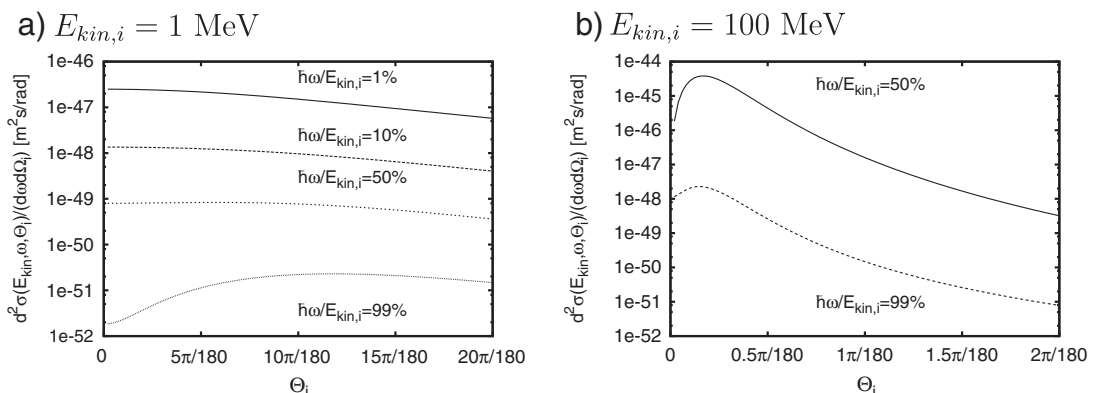 a) E_{kin,i} = 1 MeV
d²σ(E_{kin},ω,Θ_i)/(dωdΩ_i) [m²s/rad]
1e-46
1e-47
1e-48
1e-49
1e-50
1e-51
1e-52
ħω/E_{kin,i}=1%
ħω/E_{kin,i}=10%
ħω/E_{kin,i}=50%
ħω/E_{kin,i}=99%
0 5π/180 10π/180 15π/180 20π/180
Θ_i
b) E_{kin,i} = 100 MeV
d²σ(E_{kin},ω,Θ_i)/(dωdΩ_i) [m²s/rad]
1e-44
1e-45
1e-46
1e-47
1e-48
1e-49
1e-50
1e-51
1e-52
ħω/E_{kin,i}=50%
ħω/E_{kin,i}=99%
0 0.5π/180 1π/180 1.5π/180 2π/180
Θ_i